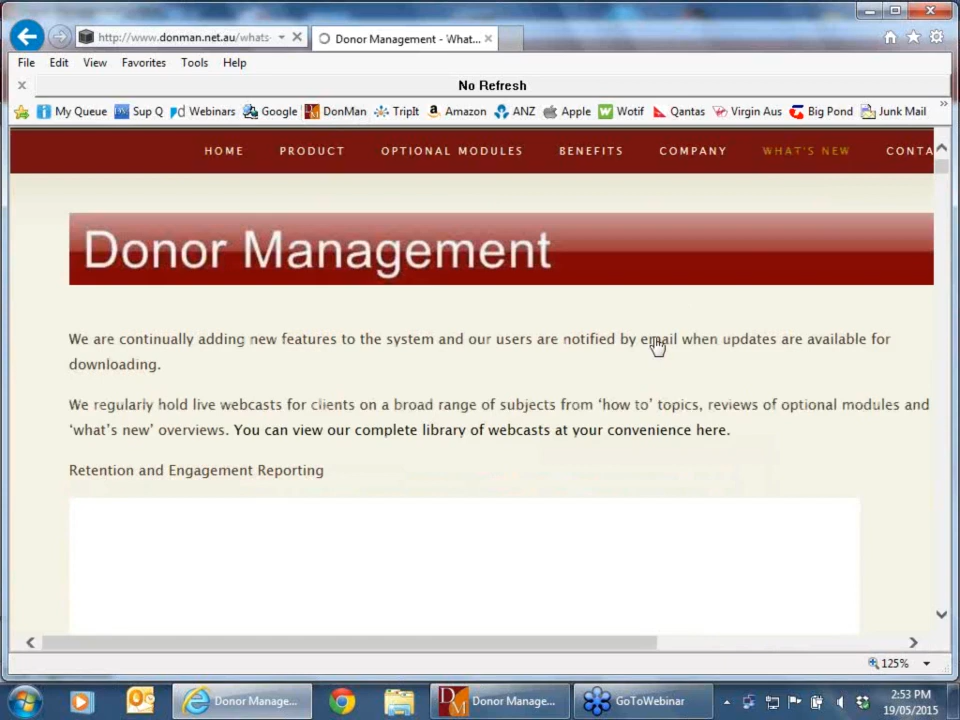 http://www.donman.net.au/whats-
Donor Management - What...
File Edit View Favorites Tools Help
No Refresh
My Queue Sup Q Webinars Google DonMan TripIt Amazon ANZ Apple Wotif Qantas Virgin Aus Big Pond Junk Mail
HOME PRODUCT OPTIONAL MODULES BENEFITS COMPANY WHAT'S NEW CONTA
Donor Management
We are continually adding new features to the system and our users are notified by email when updates are available for
downloading.
We regularly hold live webcasts for clients on a broad range of subjects from ‘how to’ topics, reviews of optional modules and
‘what’s new’ overviews. You can view our complete library of webcasts at your convenience here.
Retention and Engagement Reporting
125%
Donor Manage... Donor Manage... GoToWebinar
2:53 PM
19/05/2015